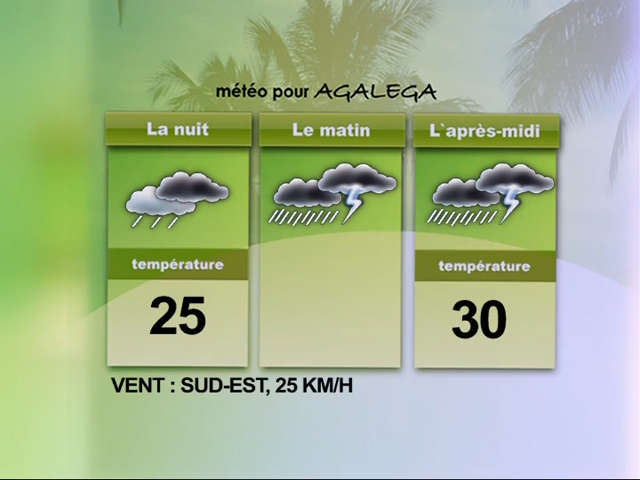 météo pour AGALEGA
La nuit
Le matin
L`après-midi
température
température
25
30
VENT : SUD-EST, 25 KM/H